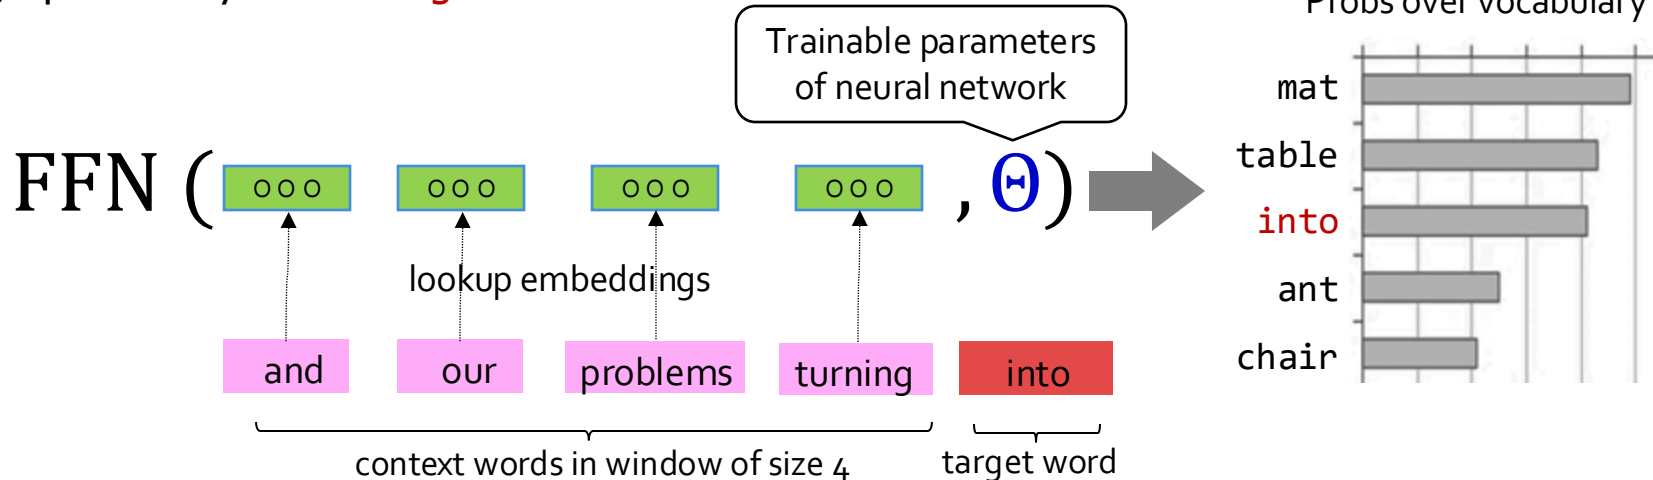 Probs over vocabulary
Trainable parameters
of neural network
FFN ( ooo ooo ooo ooo , Θ)
lookup embeddings
and our problems turning into
context words in window of size 4
target word
mat
table
into
ant
chair